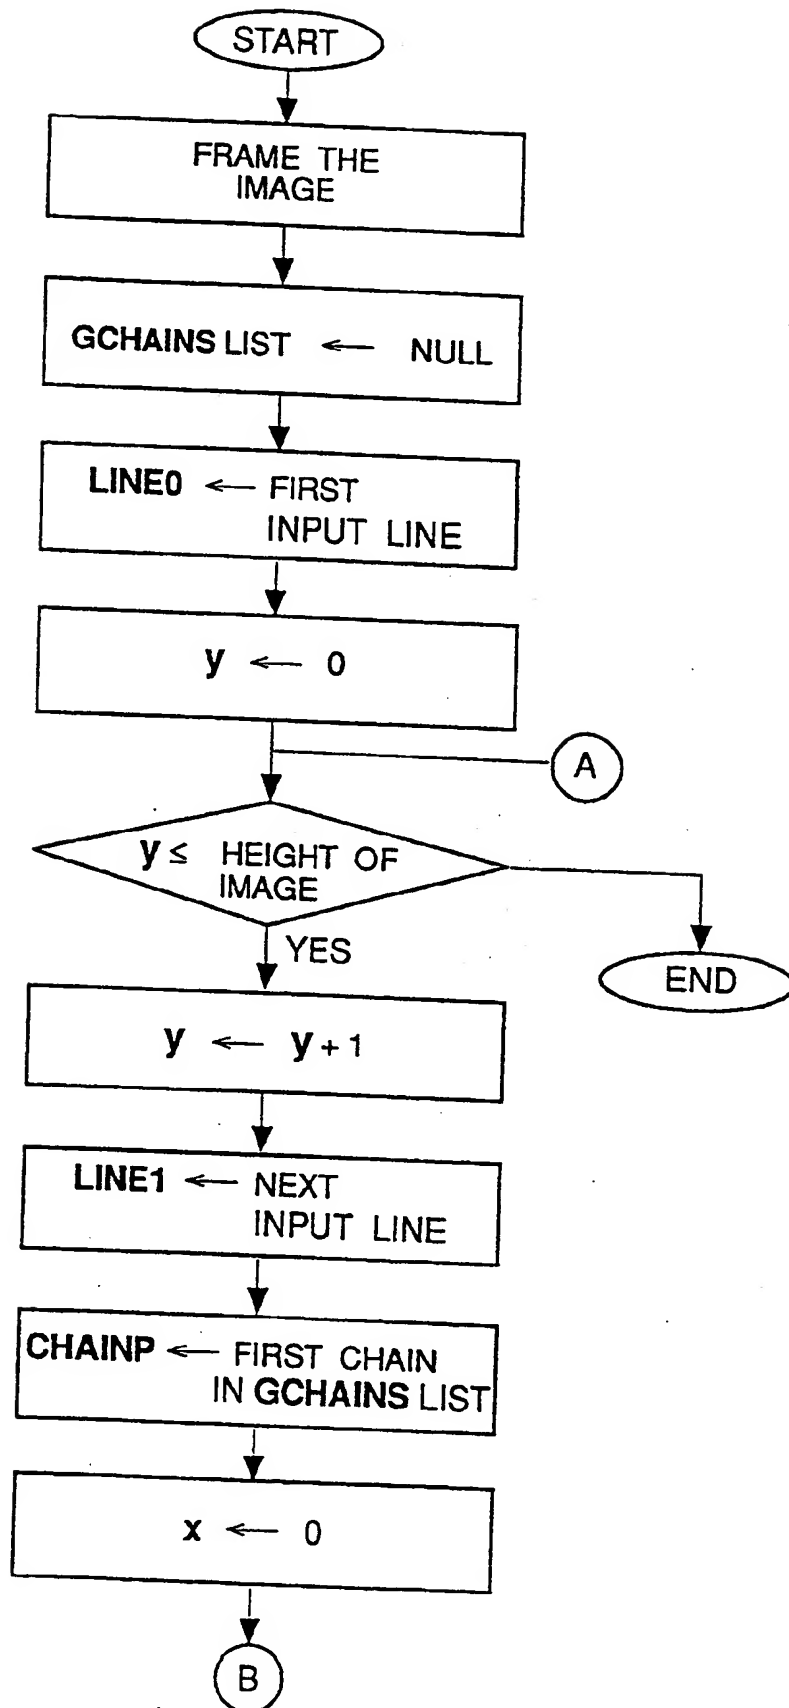 START
FRAME THE
IMAGE
GCHAINS LIST ← NULL
LINE0 ← FIRST
INPUT LINE
y ← 0
A
y ≤ HEIGHT OF
IMAGE
YES
END
y ← y + 1
LINE1 ← NEXT
INPUT LINE
CHAINP ← FIRST CHAIN
IN GCHAINS LIST
x ← 0
B